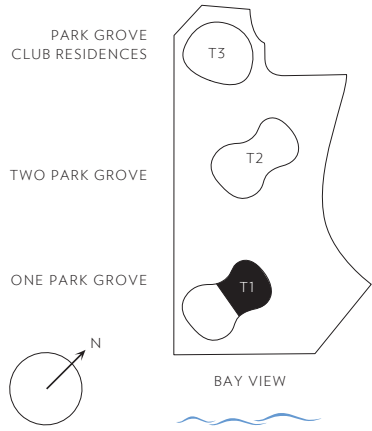 PARK GROVE
CLUB RESIDENCES
T3
T2
TWO PARK GROVE
ONE PARK GROVE
T1
N
BAY VIEW